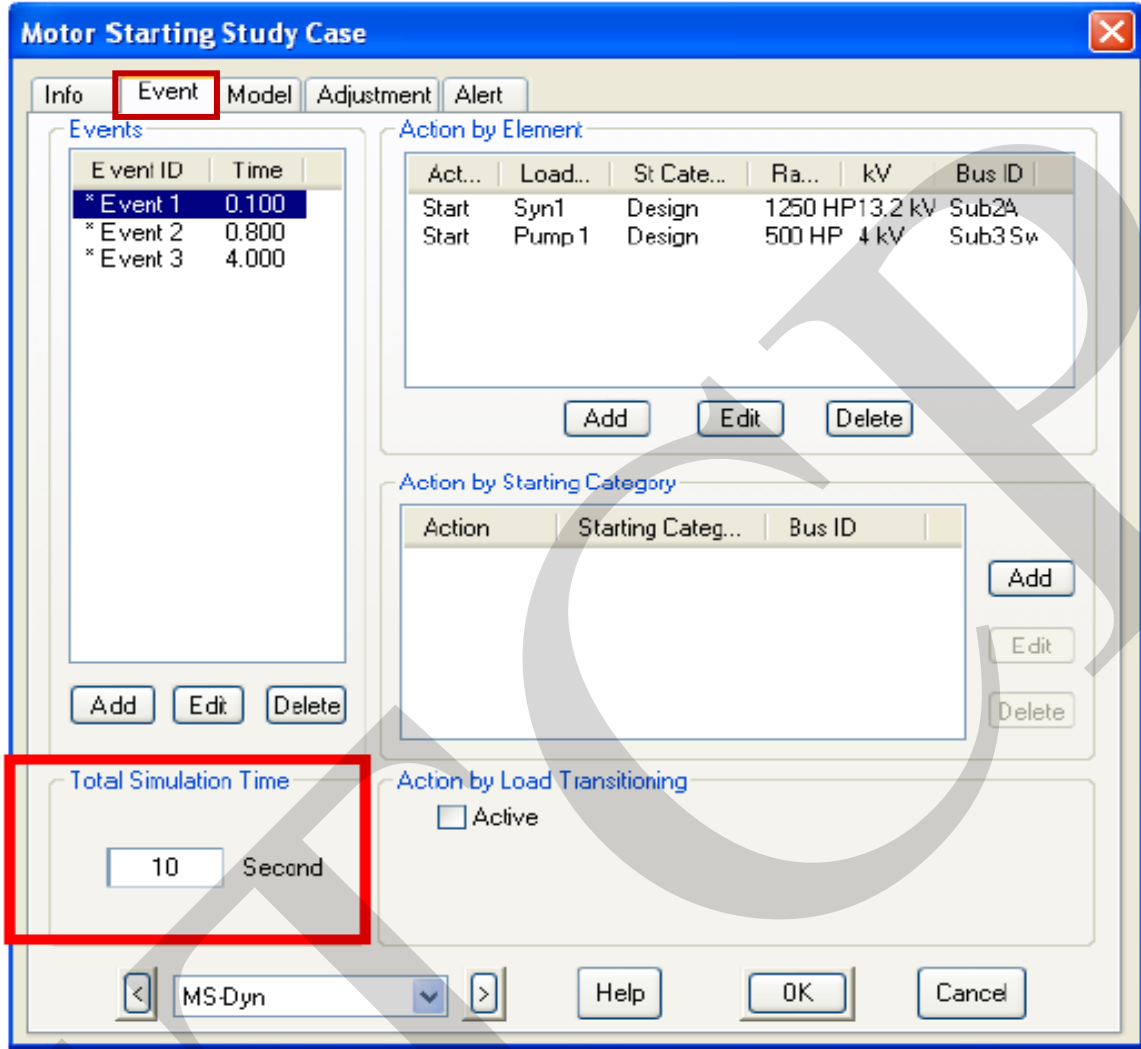 Motor Starting Study Case
Info Event Model Adjustment Alert
Events
Event ID Time
* Event 1 0.100
* Event 2 0.800
* Event 3 4.000
Add Edit Delete
Action by Element
Act... Load... St Cate... Ra... kV Bus ID
Start Syn1 Design 1250 HP 13.2 kV Sub2A
Start Pump 1 Design 500 HP 4 kV Sub3 Sw
Add Edit Delete
Action by Starting Category
Action Starting Categ... Bus ID
Add
Edit
Delete
Total Simulation Time
10 Second
Action by Load Transitioning
Active
< MS-Dyn > Help OK Cancel
TCP